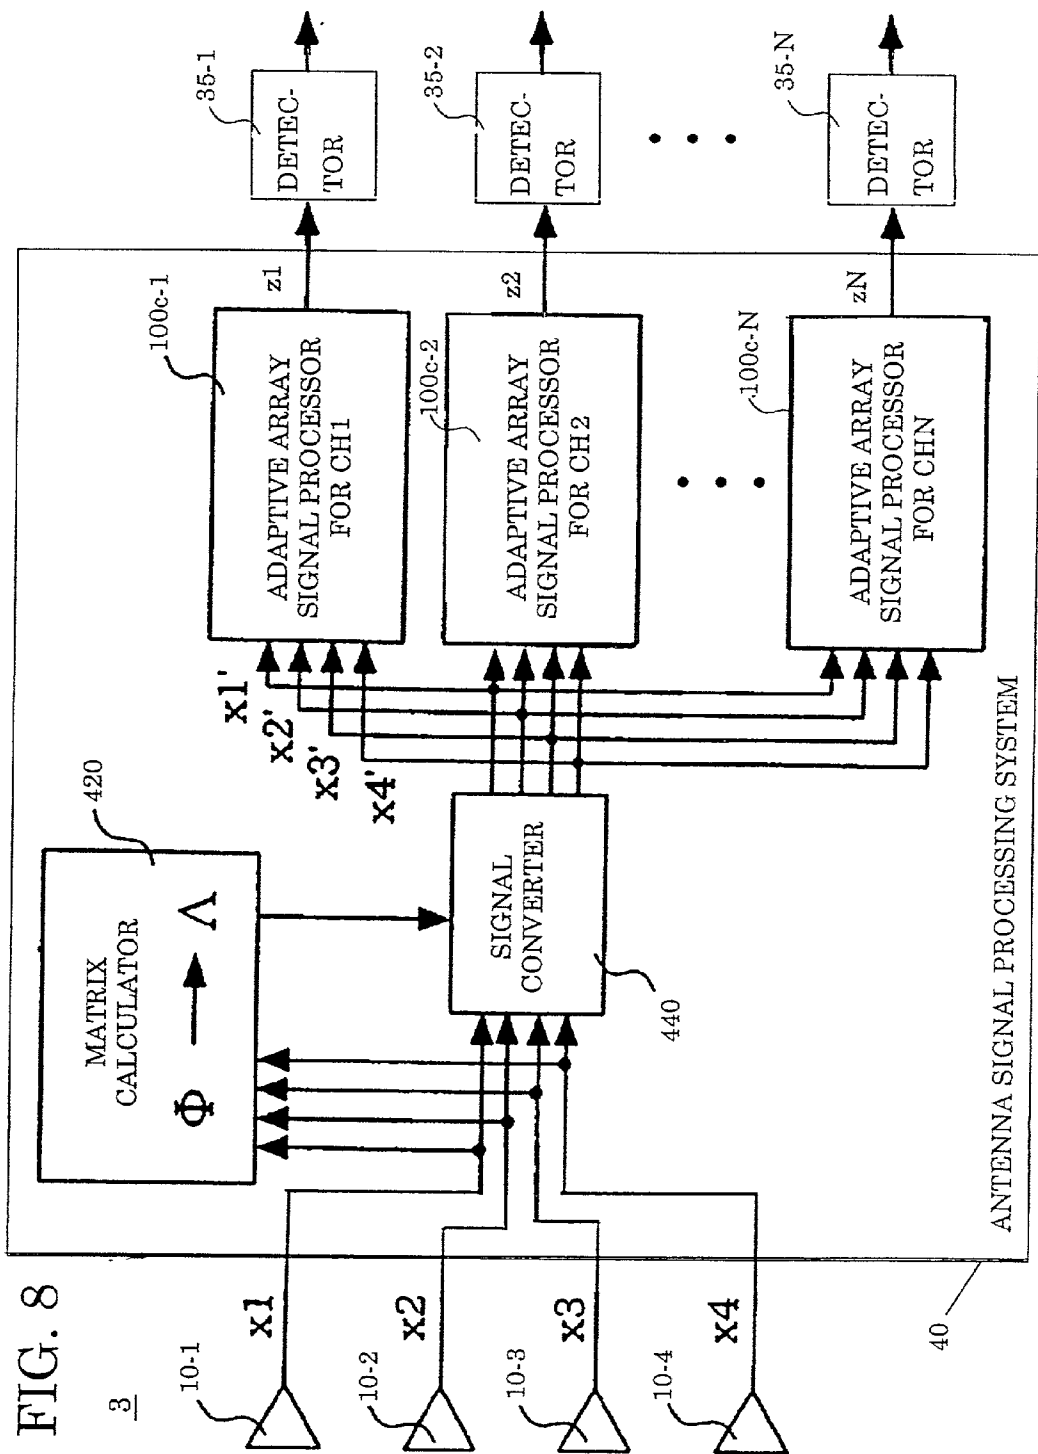 FIG. 8
3
10-1
10-2
10-3
10-4
x1
x2
x3
x4
40
MATRIX
CALCULATOR
Φ
Λ
420
SIGNAL
CONVERTER
440
x1'
x2'
x3'
x4'
ADAPTIVE ARRAY
SIGNAL PROCESSOR
FOR CH1
100c-1
ADAPTIVE ARRAY
SIGNAL PROCESSOR
FOR CH2
100c-2
ADAPTIVE ARRAY
SIGNAL PROCESSOR
FOR CHN
100c-N
z1
z2
zN
DETEC-
TOR
35-1
DETEC-
TOR
35-2
DETEC-
TOR
35-N
ANTENNA SIGNAL PROCESSING SYSTEM